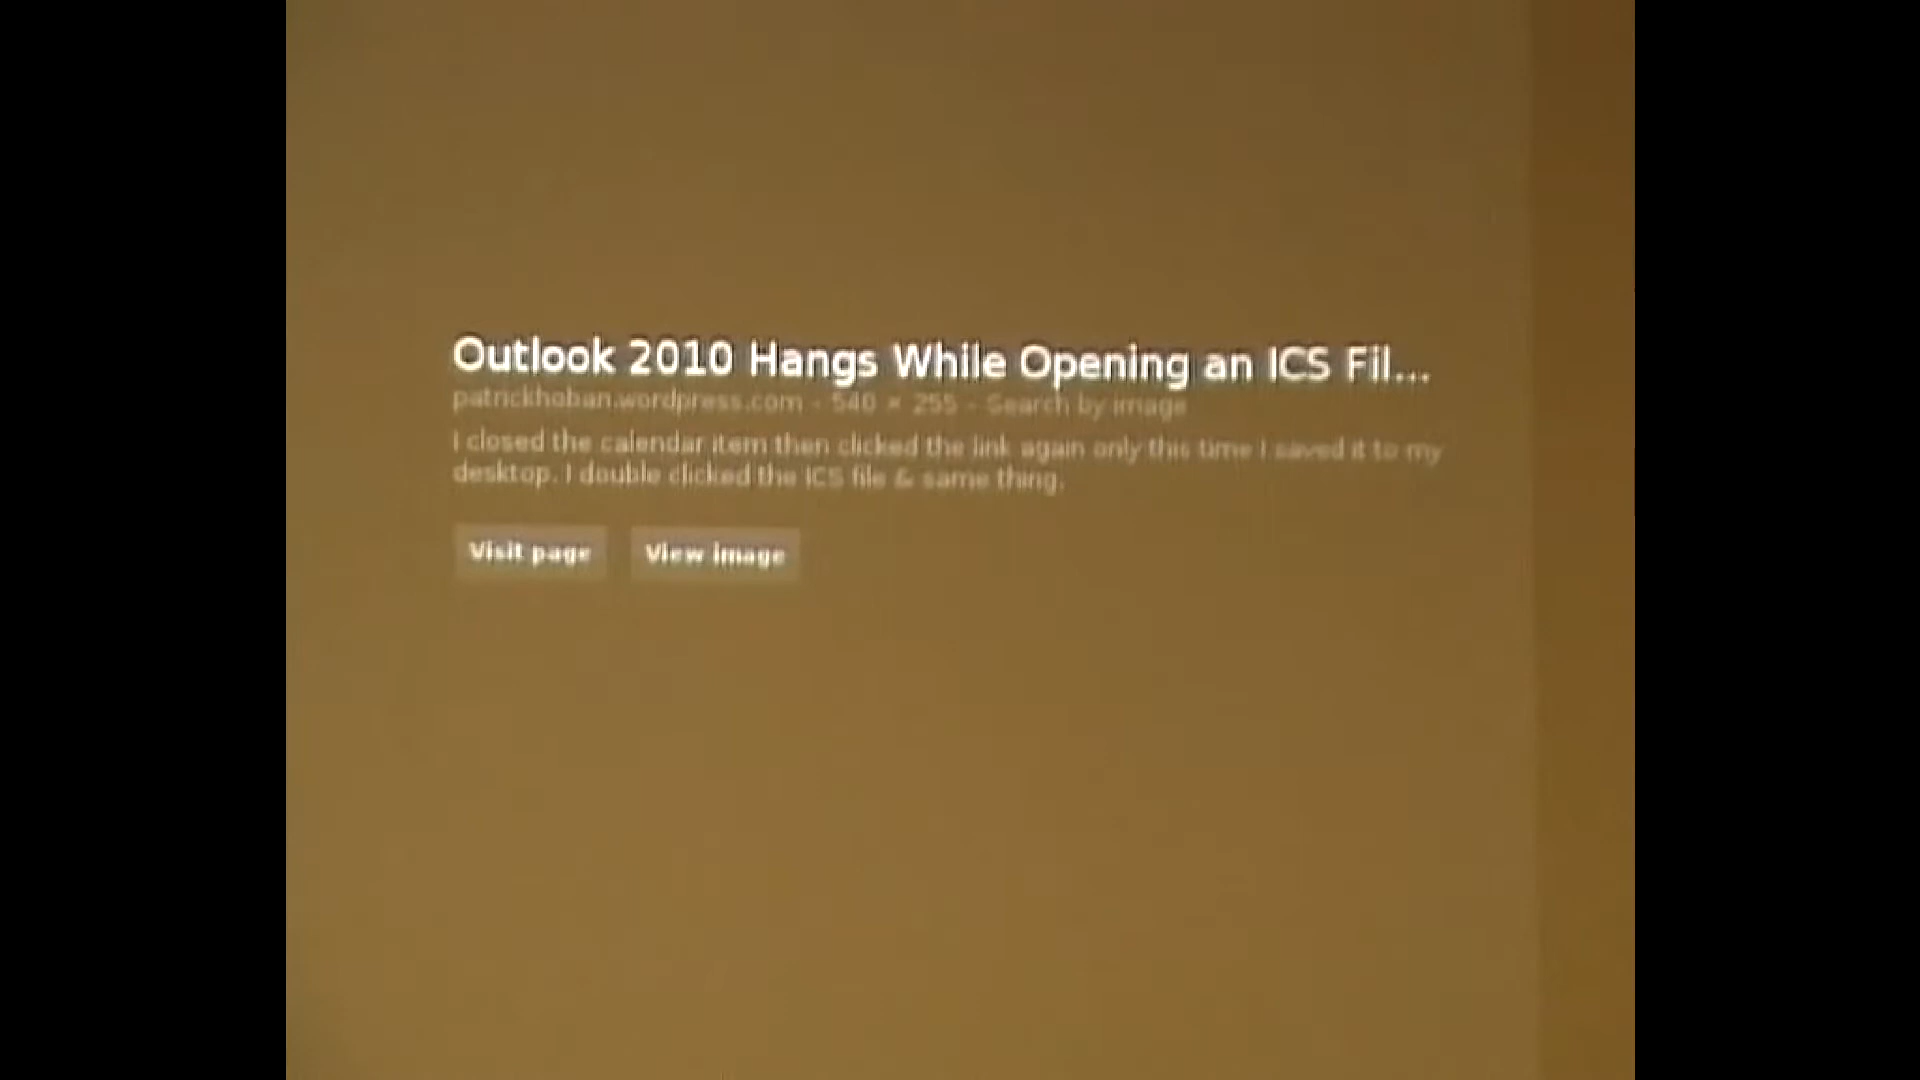 Outlook 2010 Hangs While Opening an ICS Fil...
patrickhoban.wordpress.com - 540 × 255 - Search by image
I closed the calendar item then clicked the link again only this time I saved it to my
desktop. I double clicked the ICS file & same thing.
Visit page View image